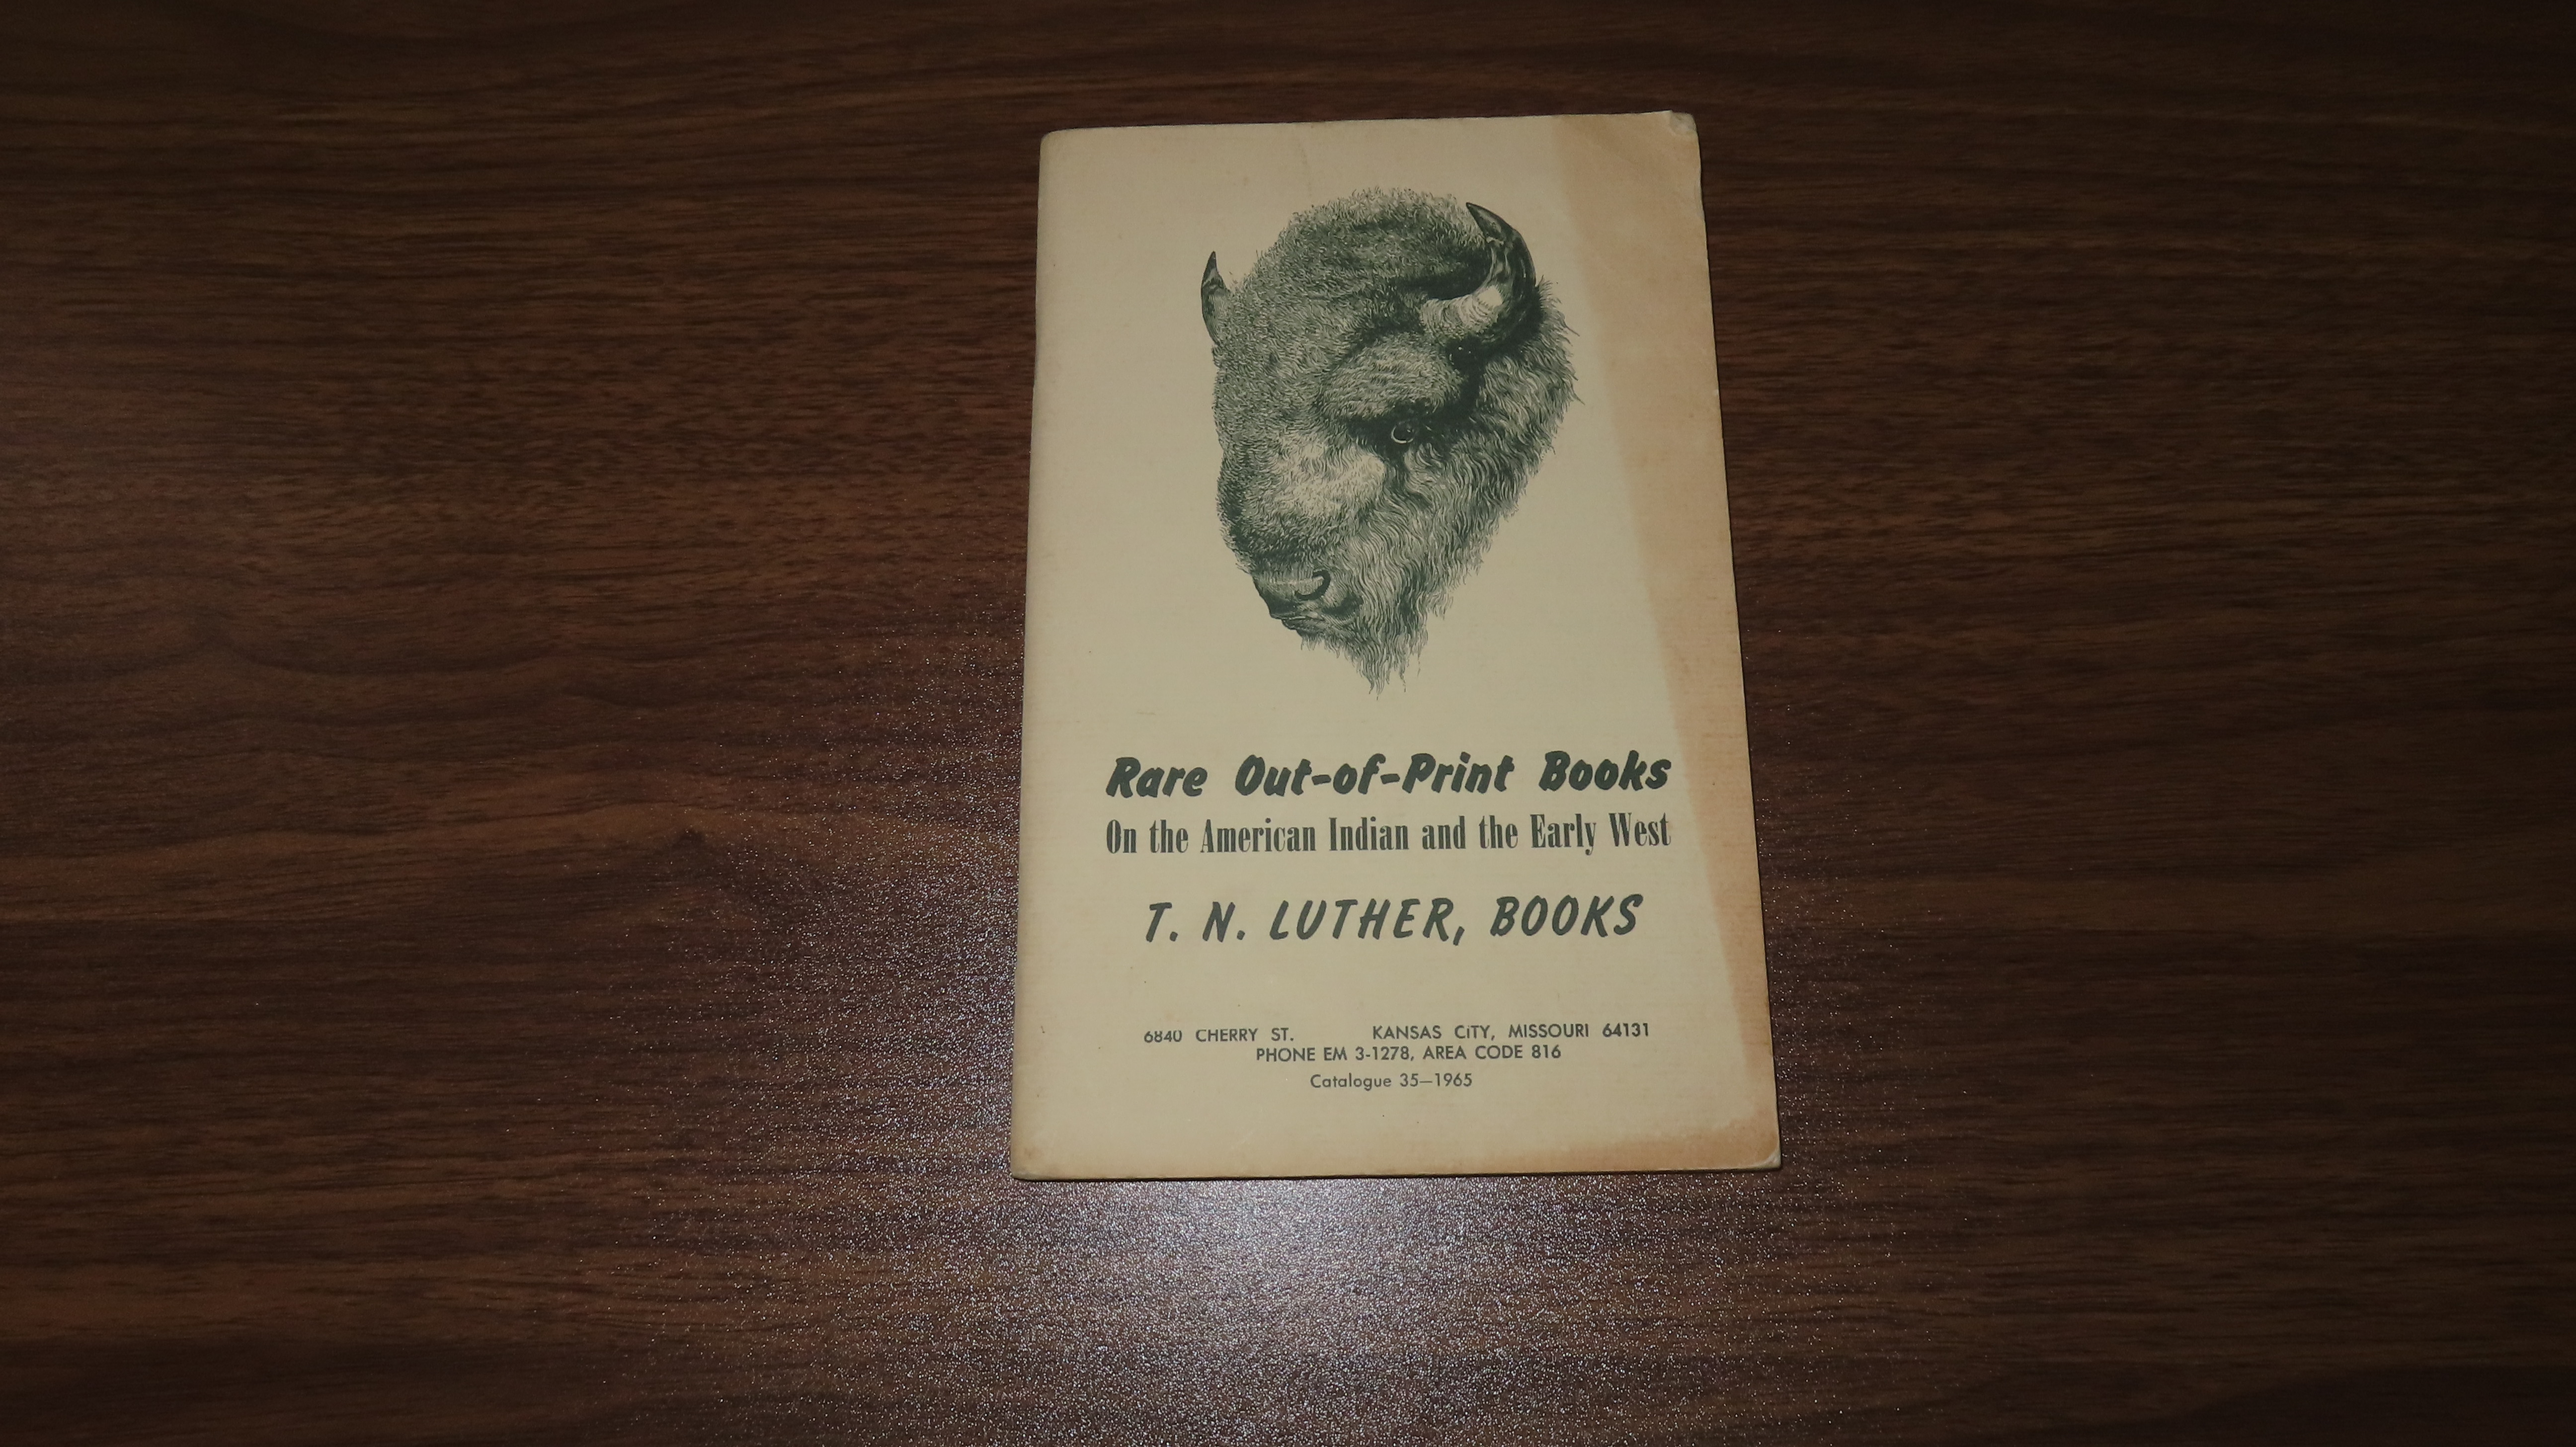 Rare Out-of-Print Books
On the American Indian and the Early West
T. N. LUTHER, BOOKS
6840 CHERRY ST. KANSAS CiTY, MISSOURI 64131
PHONE EM 3-1278, AREA CODE 816
Catalogue 35—1965